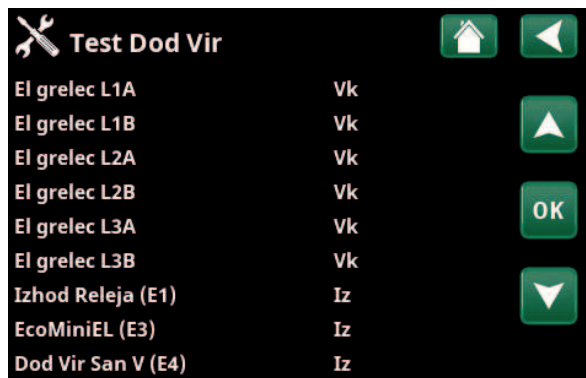 Test Dod Vir
El grelec L1A Vk
El grelec L1B Vk
El grelec L2A Vk
El grelec L2B Vk
El grelec L3A Vk
El grelec L3B Vk
Izhod Releja (E1) Iz
EcoMiniEL (E3) Iz
Dod Vir San V (E4) Iz
OK